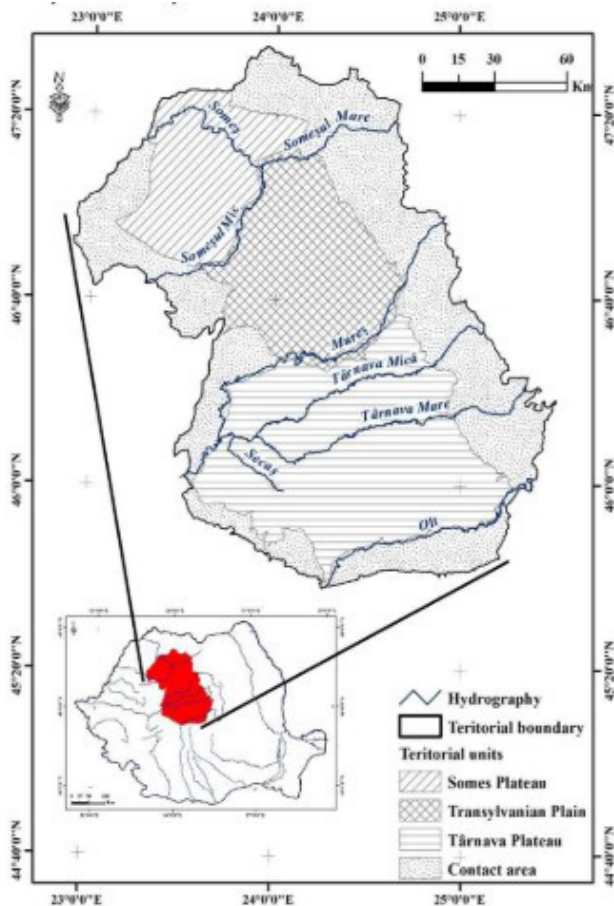 23°0'0"E 24°0'0"E 25°0'0"E
0 15 30 60
Km
47°20'0"N 47°20'0"N
Someș
Someșul Mare
Someșul Mic
46°40'0"N 46°40'0"N
Mureș
Târnava Mică
Târnava Mare
Secaș
46°0'0"N 46°0'0"N
Olt
45°20'0"N 45°20'0"N
Hydrography
Teritorial boundary
Teritorial units
Somes Plateau
Transylvanian Plain
Târnava Plateau
Contact area
44°40'0"N 44°40'0"N
23°0'0"E 24°0'0"E 25°0'0"E